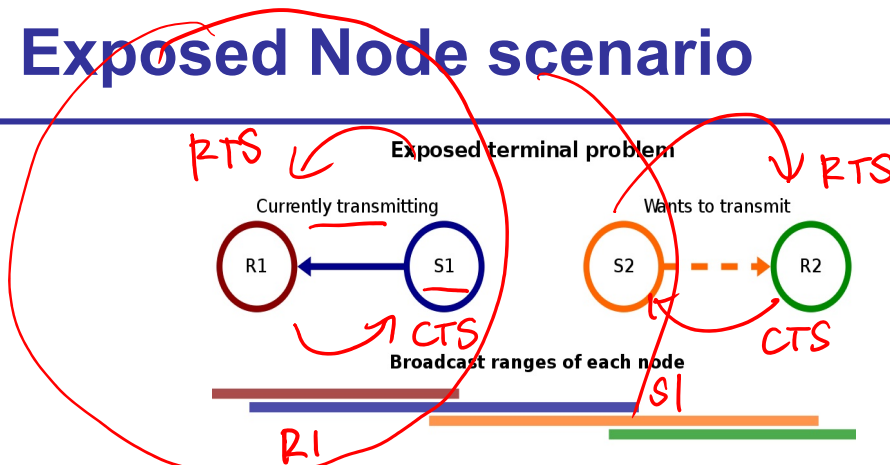 Exposed Node scenario
Exposed terminal problem
RTS
RTS
Currently transmitting
Wants to transmit
R1
S1
S2
R2
CTS
CTS
Broadcast ranges of each node
S1
R1